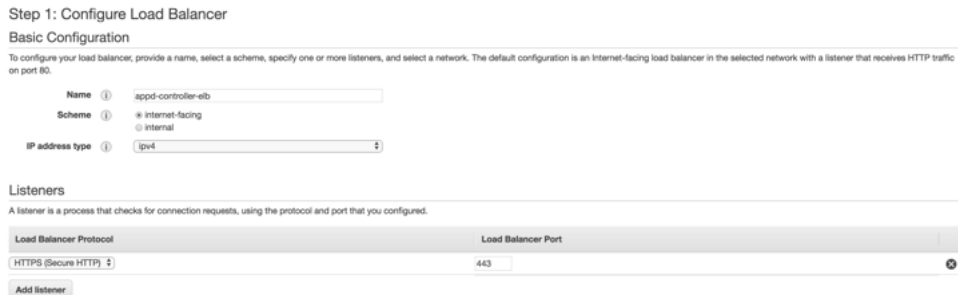 Step 1: Configure Load Balancer
Basic Configuration
To configure your load balancer, provide a name, select a scheme, specify one or more listeners, and select a network. The default configuration is an Internet-facing load balancer in the selected network with a listener that receives HTTP traffic
on port 80.
Name i appd-controller-elb
Scheme i internet-facing
internal
IP address type i ipv4
Listeners
A listener is a process that checks for connection requests, using the protocol and port that you configured.
Load Balancer Protocol Load Balancer Port
HTTPS (Secure HTTP) 443
Add listener